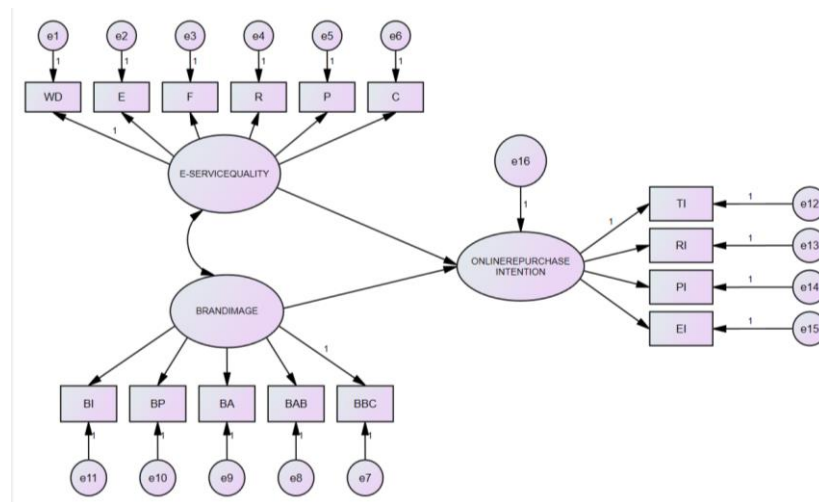 e1 e2 e3 e4 e5 e6
1 1 1 1 1 1
WD E F R P C
1
E-SERVICEQUALITY
e16
1
TI 1 e12
1
RI 1 e13
ONLINEREPURCHASE
INTENTION
PI 1 e14
EI 1 e15
BRANDIMAGE
1
BI BP BA BAB BBC
1 1 1 1 1
e11 e10 e9 e8 e7